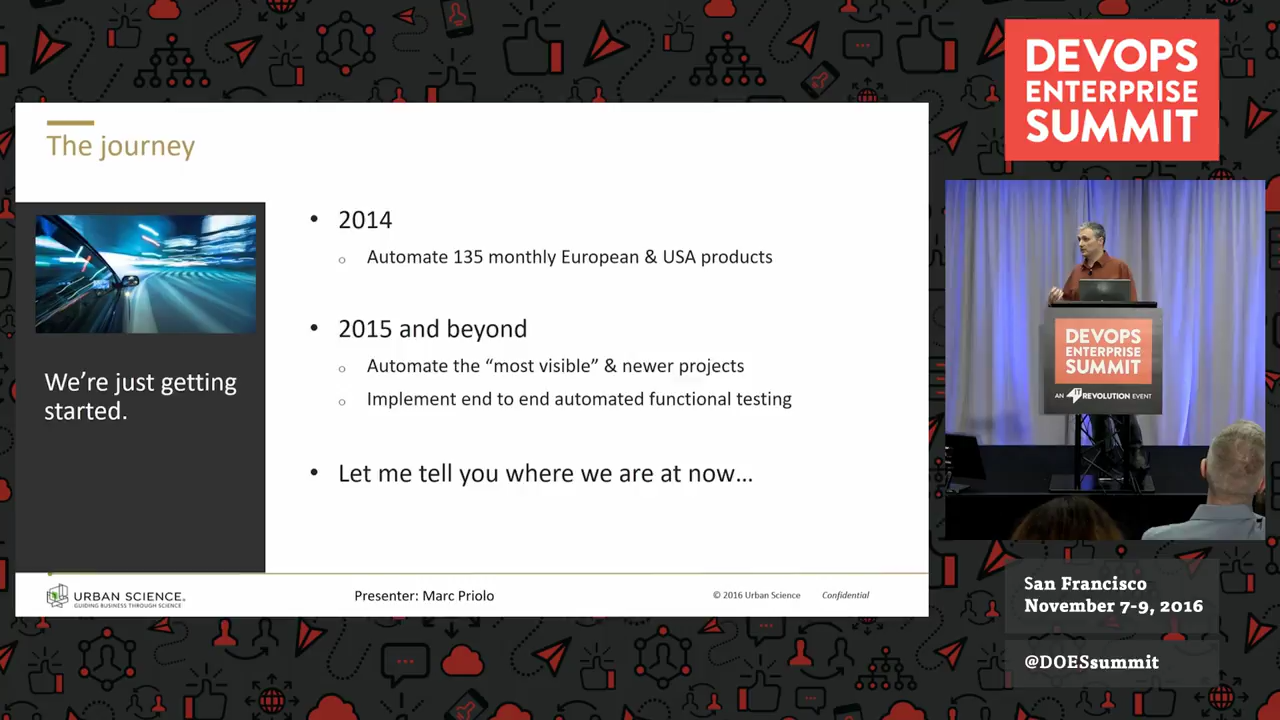 The journey
We're just getting
started.
• 2014
o Automate 135 monthly European & USA products
• 2015 and beyond
o Automate the “most visible” & newer projects
o Implement end to end automated functional testing
• Let me tell you where we are at now...
URBAN SCIENCE
GUIDING BUSINESS THROUGH SCIENCE
Presenter: Marc Priolo
© 2016 Urban Science
Confidential
DEVOPS
ENTERPRISE
SUMMIT
DEVOPS
ENTERPRISE
SUMMIT
AN IT REVOLUTION EVENT
San Francisco
November 7-9, 2016
@DOESsummit